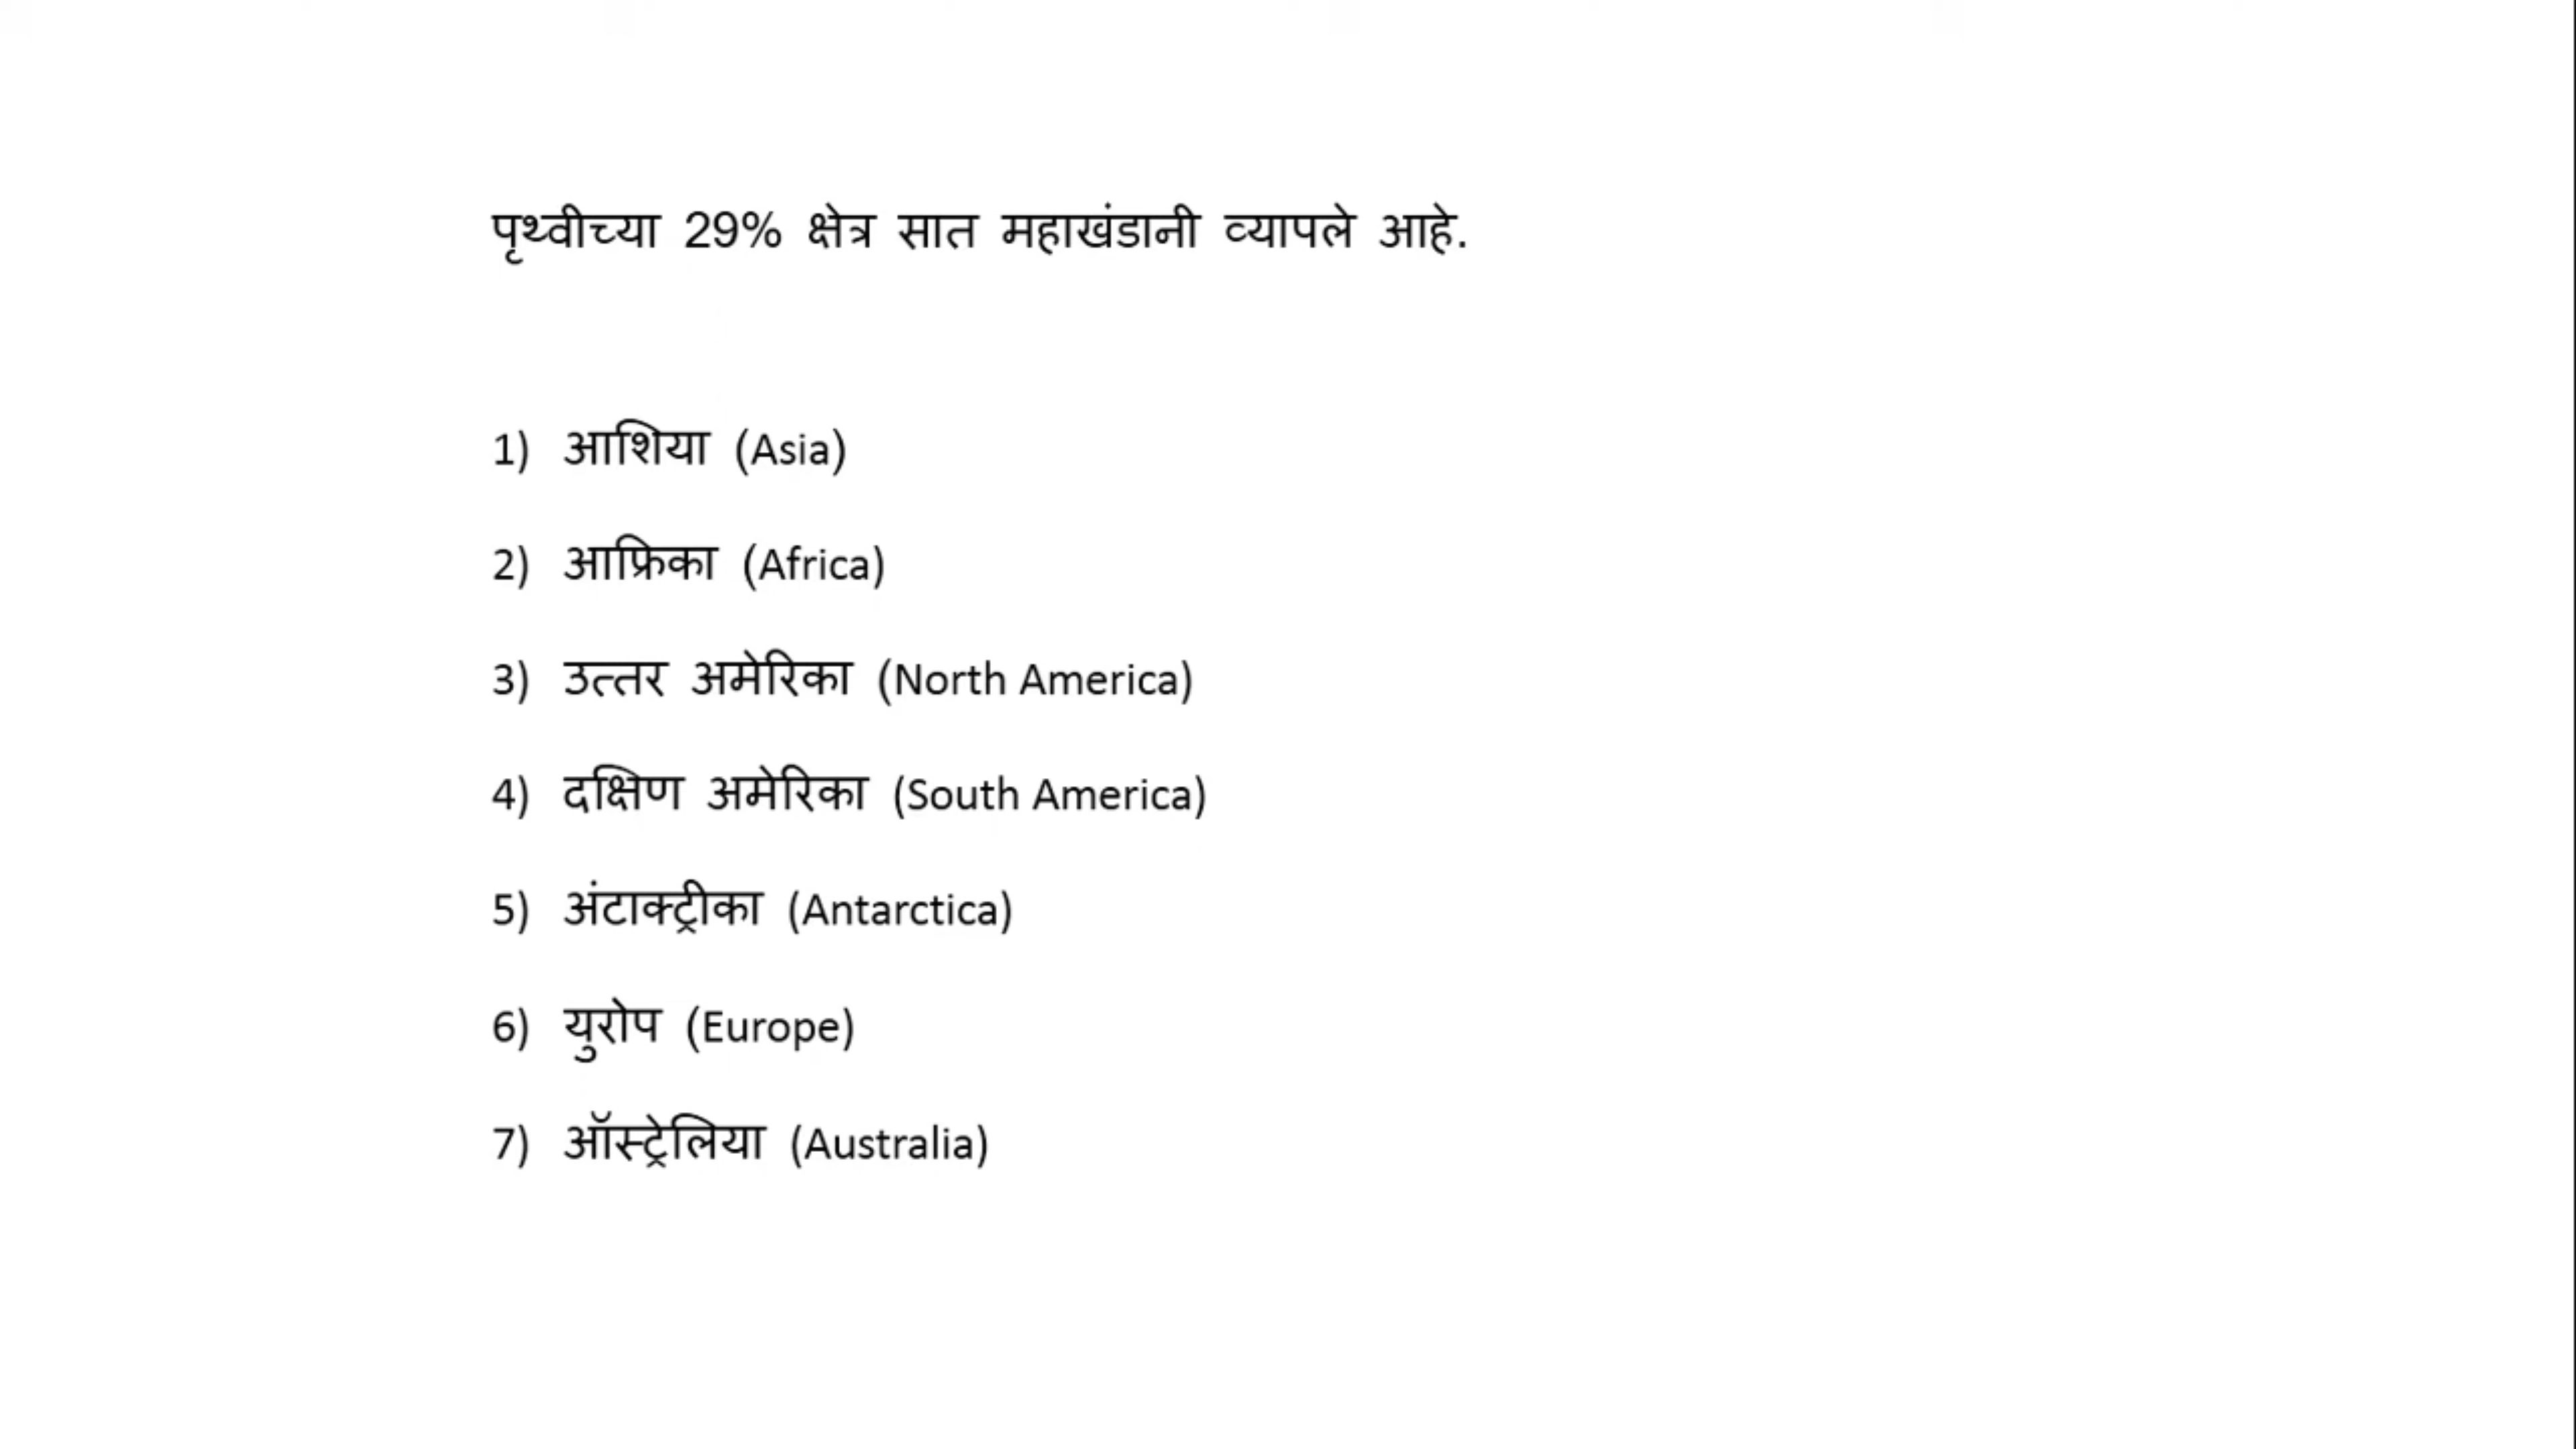 पृथ्वीच्या 29% क्षेत्र सात महाखंडानी व्यापले आहे.
1) आशिया (Asia)
2) आफ्रिका (Africa)
3) उत्तर अमेरिका (North America)
4) दक्षिण अमेरिका (South America)
5) अंटाक्ट्रीका (Antarctica)
6) युरोप (Europe)
7) ऑस्ट्रेलिया (Australia)